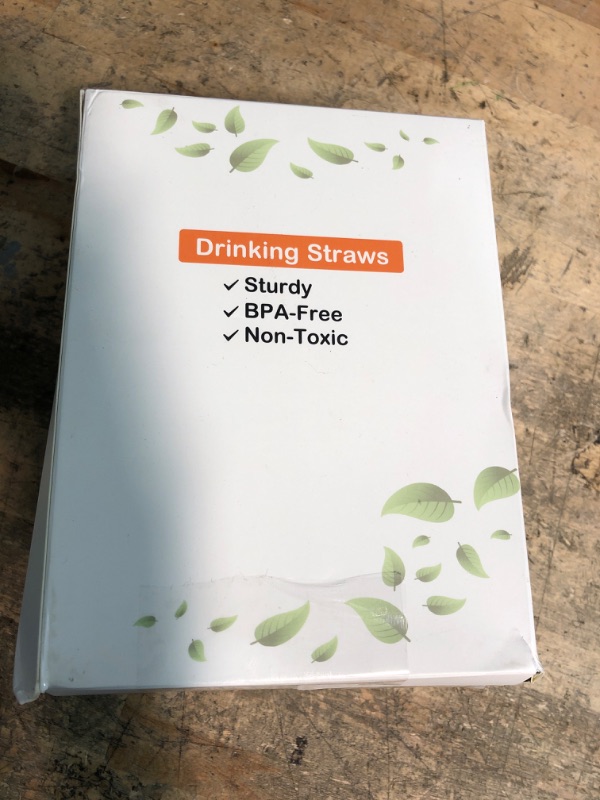 Drinking Straws
✓ Sturdy
✓ BPA-Free
✓ Non-Toxic